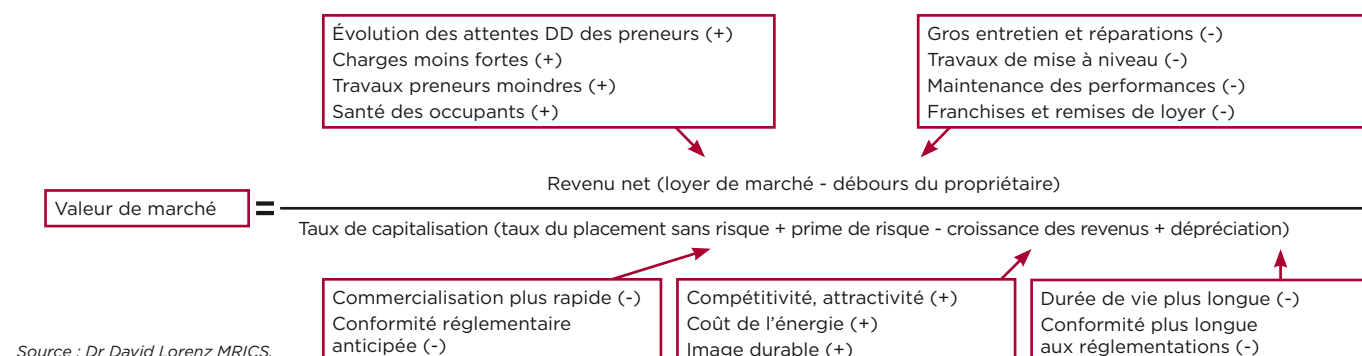 Évolution des attentes DD des preneurs (+)
Charges moins fortes (+)
Travaux preneurs moindres (+)
Santé des occupants (+)
Gros entretien et réparations (-)
Travaux de mise à niveau (-)
Maintenance des performances (-)
Franchises et remises de loyer (-)
Valeur de marché
=
Revenu net (loyer de marché - débours du propriétaire)
Taux de capitalisation (taux du placement sans risque + prime de risque - croissance des revenus + dépréciation)
Commercialisation plus rapide (-)
Conformité réglementaire
anticipée (-)
Compétitivité, attractivité (+)
Coût de l'énergie (+)
Image durable (+)
Durée de vie plus longue (-)
Conformité plus longue
aux réglementations (-)
Source : Dr David Lorenz MRICS.